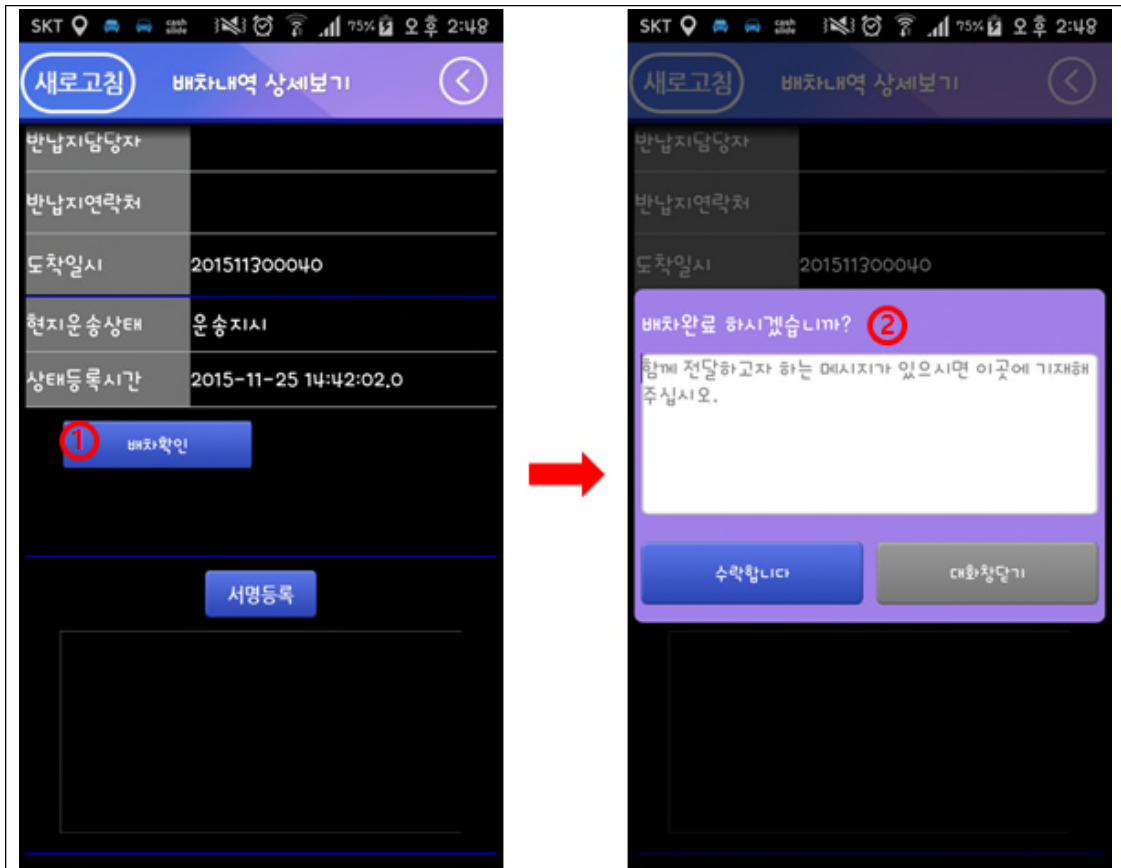 SKT cash slide 75% 오후 2:48
새로고침 배차내역 상세보기
반납지담당자
반납지연락처
도착일시 201511300040
현지운송상태 운송지시
상태등록시간 2015-11-25 14:42:02.0
① 배차확인
서명등록
SKT cash slide 75% 오후 2:48
새로고침 배차내역 상세보기
반납지담당자
반납지연락처
도착일시 201511300040
배차완료 하시겠습니까? ②
함께 전달하고자 하는 메시지가 있으시면 이곳에 기재해
주십시오.
수락합니다 대화창닫기